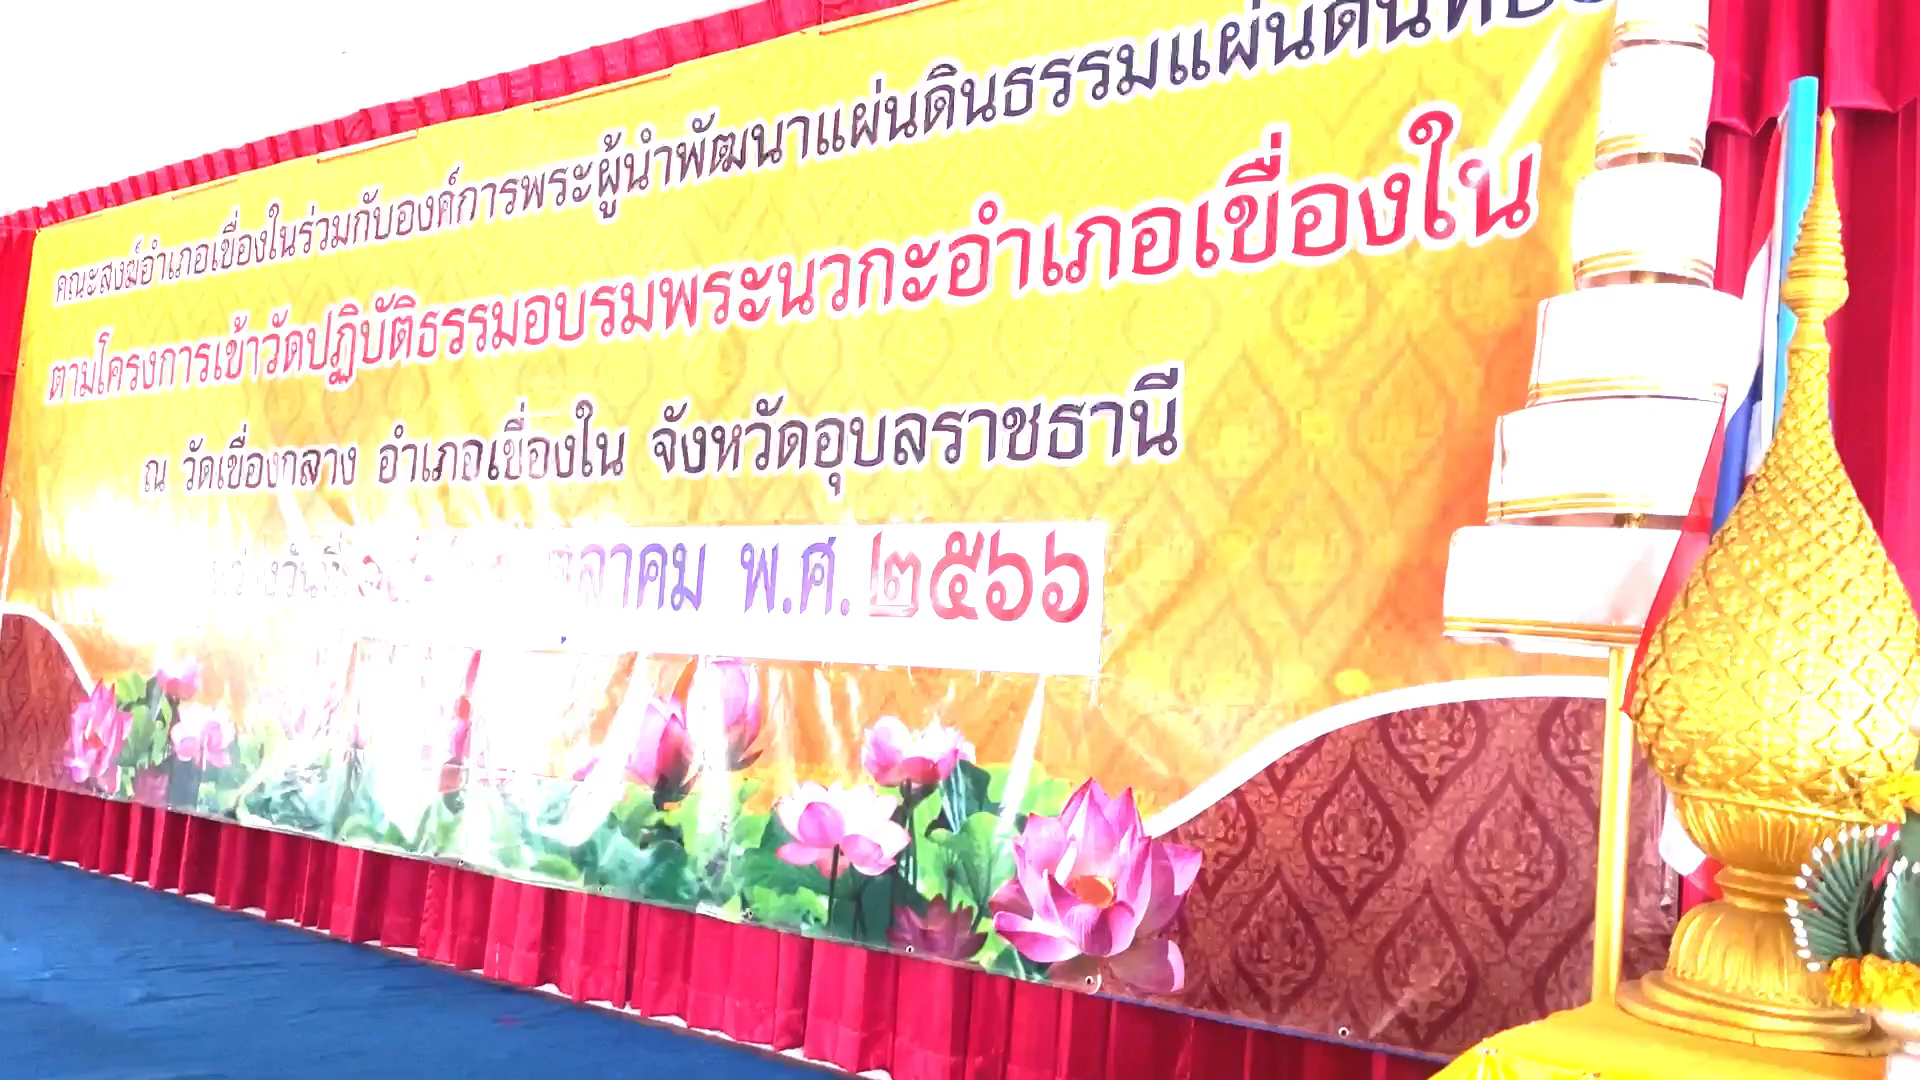 คณะสงฆ์อำเภอเขื่องในร่วมกับองค์การพระผู้นำพัฒนาแผ่นดินธรรมแผ่นดิน
ตามโครงการเข้าวัดปฏิบัติธรรมอบรมพระนวกะอำเภอเขื่องใน
ณ วัดเขื่องกลาง อำเภอเขื่องใน จังหวัดอุบลราชธานี
ตุลาคม พ.ศ. ๒๕๖๖